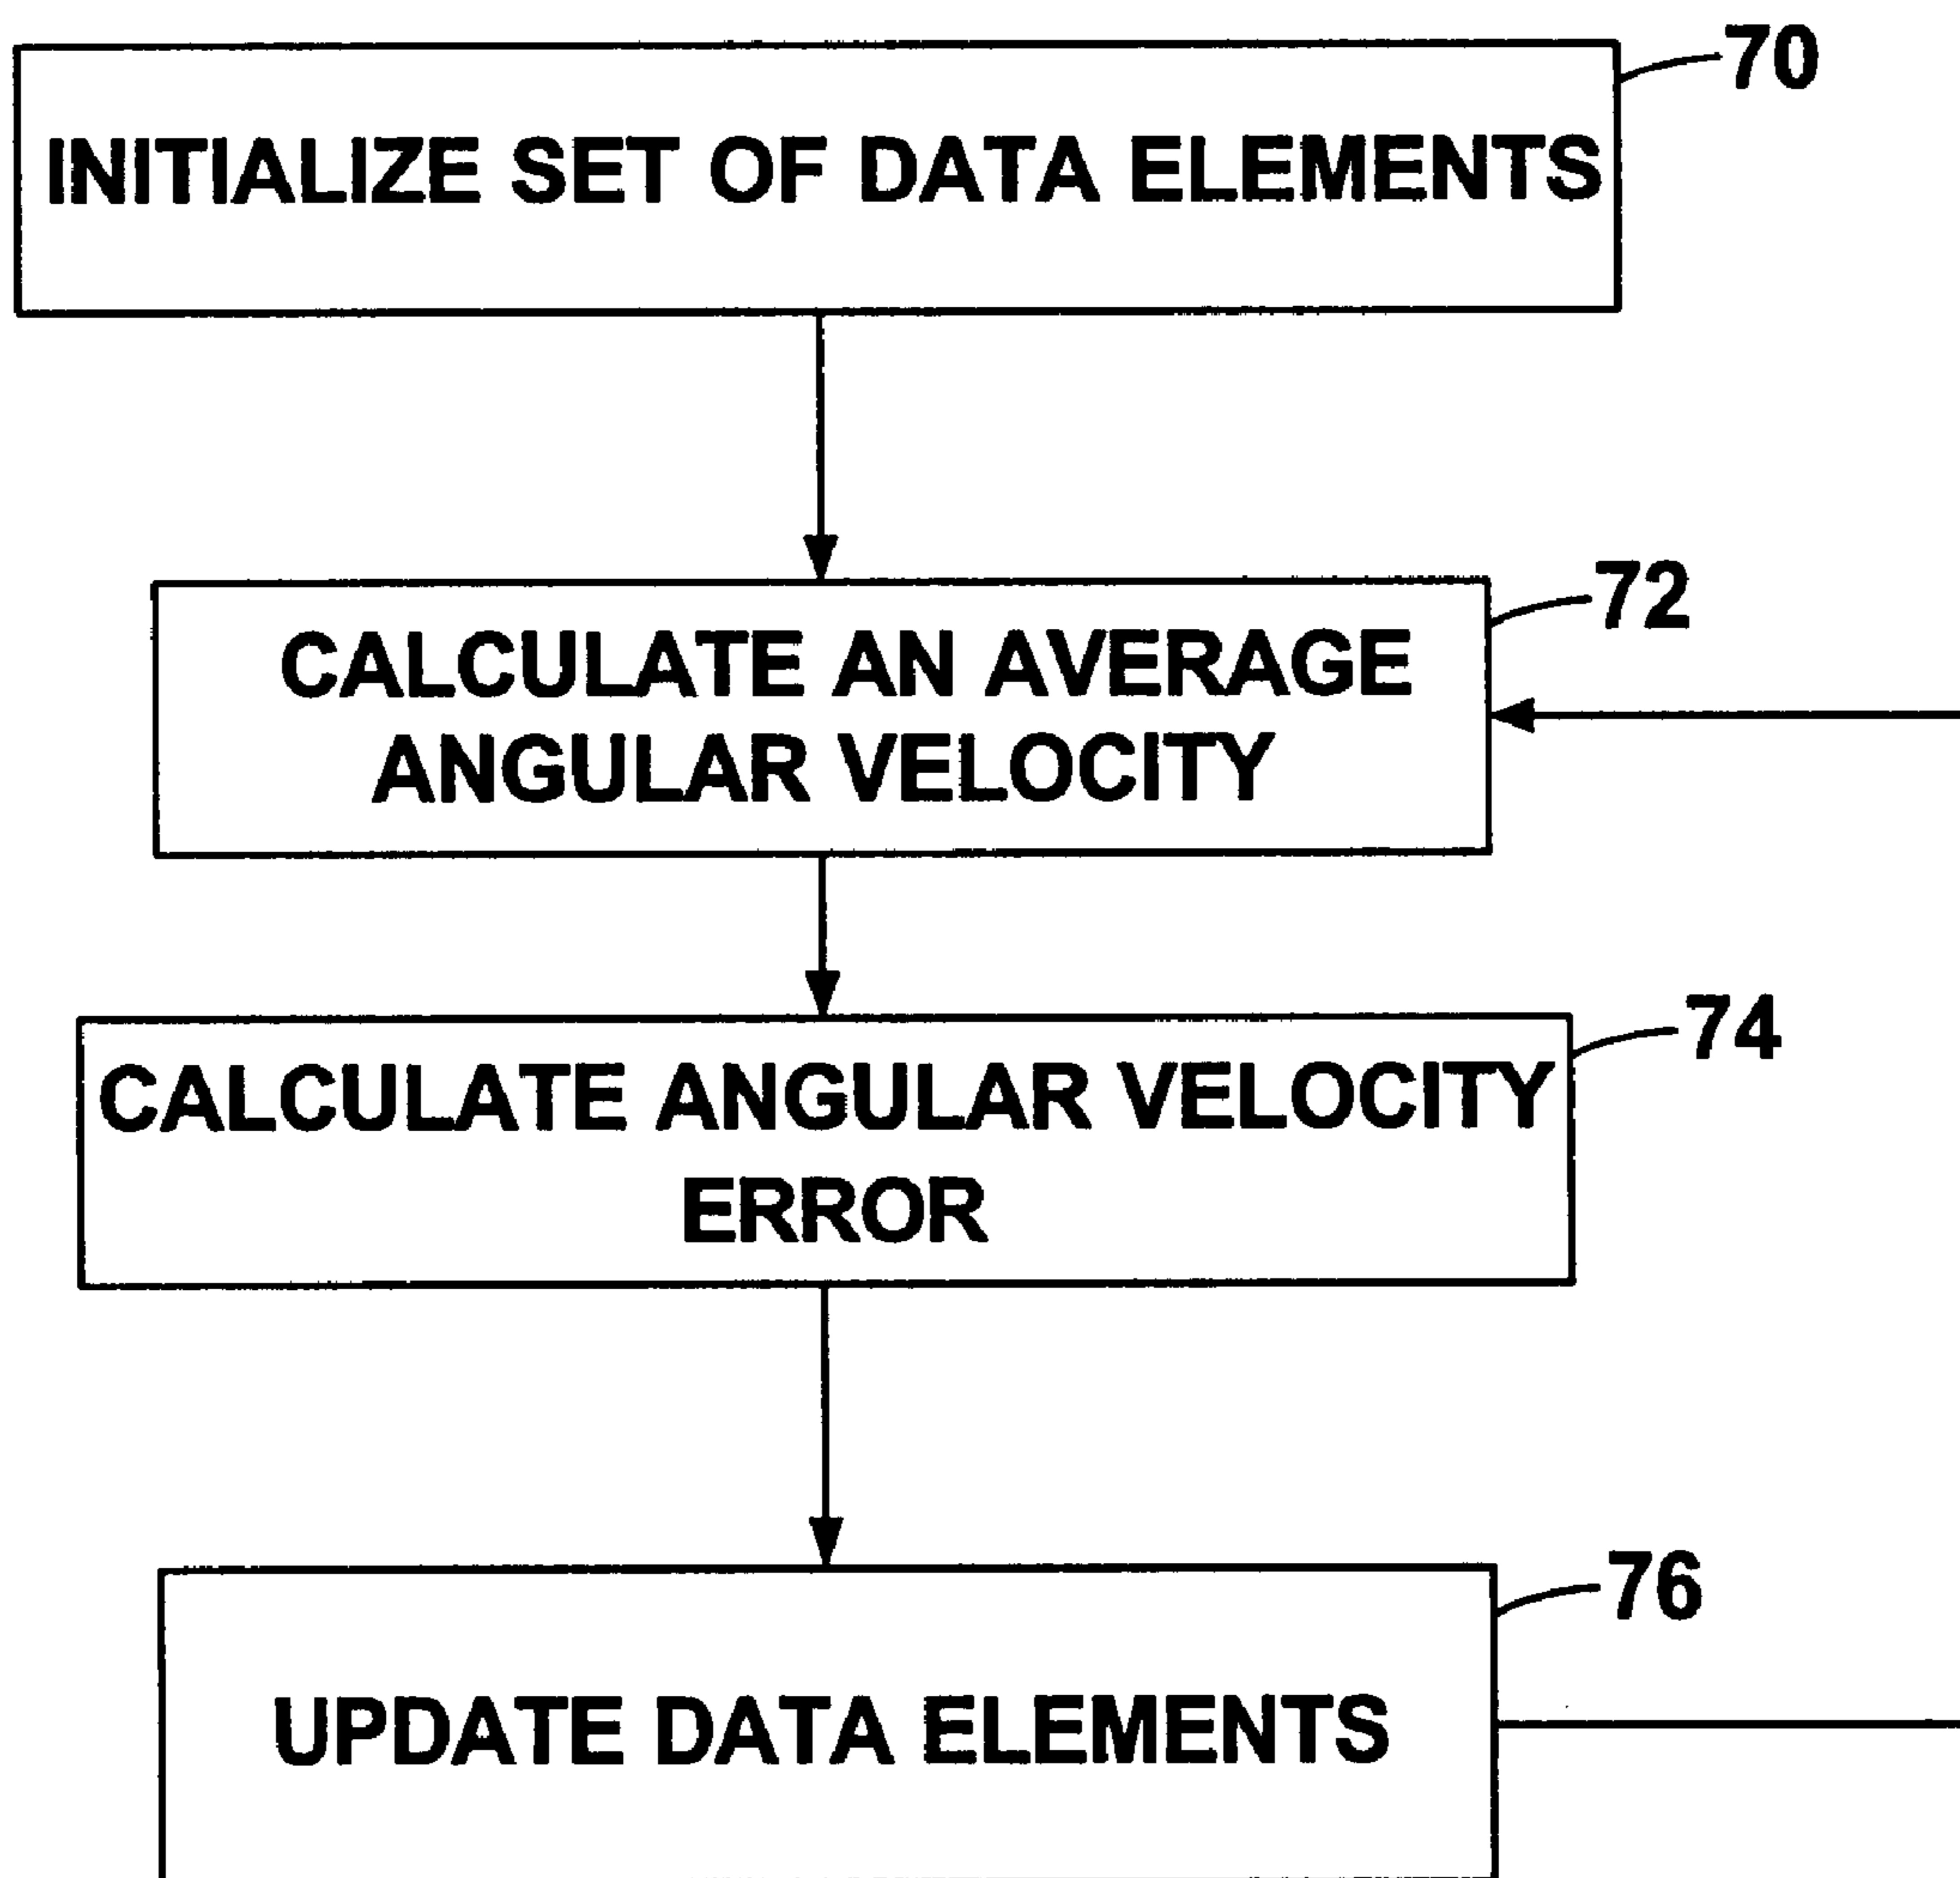 70
INITIALIZE SET OF DATA ELEMENTS
72
CALCULATE AN AVERAGE
ANGULAR VELOCITY
74
CALCULATE ANGULAR VELOCITY
ERROR
76
UPDATE DATA ELEMENTS